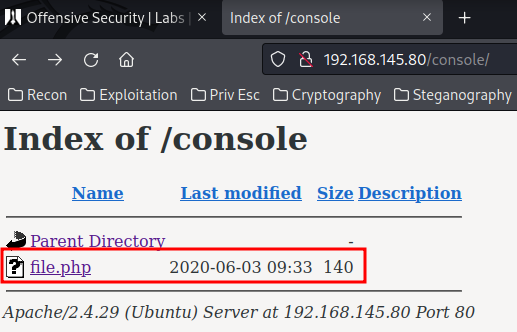 Offensive Security | Labs | Index of /console
192.168.145.80/console/
Recon Exploitation Priv Esc Cryptography Steganography
Index of /console
Name Last modified Size Description
Parent Directory -
file.php 2020-06-03 09:33 140
Apache/2.4.29 (Ubuntu) Server at 192.168.145.80 Port 80